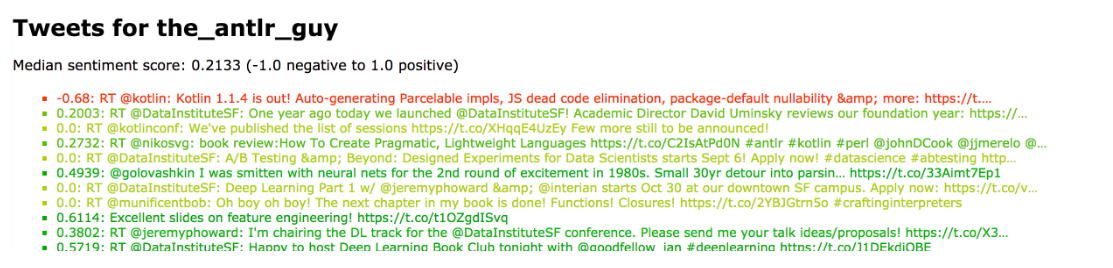 Tweets for the_antlr_guy
Median sentiment score: 0.2133 (-1.0 negative to 1.0 positive)
-0.68: RT @kotlin: Kotlin 1.1.4 is out! Auto-generating Parcelable impls, JS dead code elimination, package-default nullability &amp; more: https://t.…
0.2003: RT @DataInstituteSF: One year ago today we launched @DataInstituteSF! Academic Director David Uminsky reviews our foundation year: https://…
0.0: RT @kotlinconf: We've published the list of sessions https://t.co/XHqqE4UzEy Few more still to be announced!
0.2732: RT @nikosvg: book review:How To Create Pragmatic, Lightweight Languages https://t.co/C2IsAtPd0N #antlr #kotlin #perl @johnDCook @jjmerelo @…
0.0: RT @DataInstituteSF: A/B Testing &amp; Beyond: Designed Experiments for Data Scientists starts Sept 6! Apply now! #datascience #abtesting http…
0.4939: @golovashkin I was smitten with neural nets for the 2nd round of excitement in 1980s. Small 30yr detour into parsin… https://t.co/33Aimt7Ep1
0.0: RT @DataInstituteSF: Deep Learning Part 1 w/ @jeremyphoward &amp; @interian starts Oct 30 at our downtown SF campus. Apply now: https://t.co/v…
0.0: RT @munificentbob: Oh boy oh boy! The next chapter in my book is done! Functions! Closures! https://t.co/2YBJGtrn5o #craftinginterpreters
0.6114: Excellent slides on feature engineering! https://t.co/t1OZgdISvq
0.3802: RT @jeremyphoward: I'm chairing the DL track for the @DataInstituteSF conference. Please send me your talk ideas/proposals! https://t.co/X3…
0.5719: RT @DataInstituteSF: Happy to host Deep Learning Book Club tonight with @goodfellow_ian #deeplearning https://t.co/J1DEkdiOBE